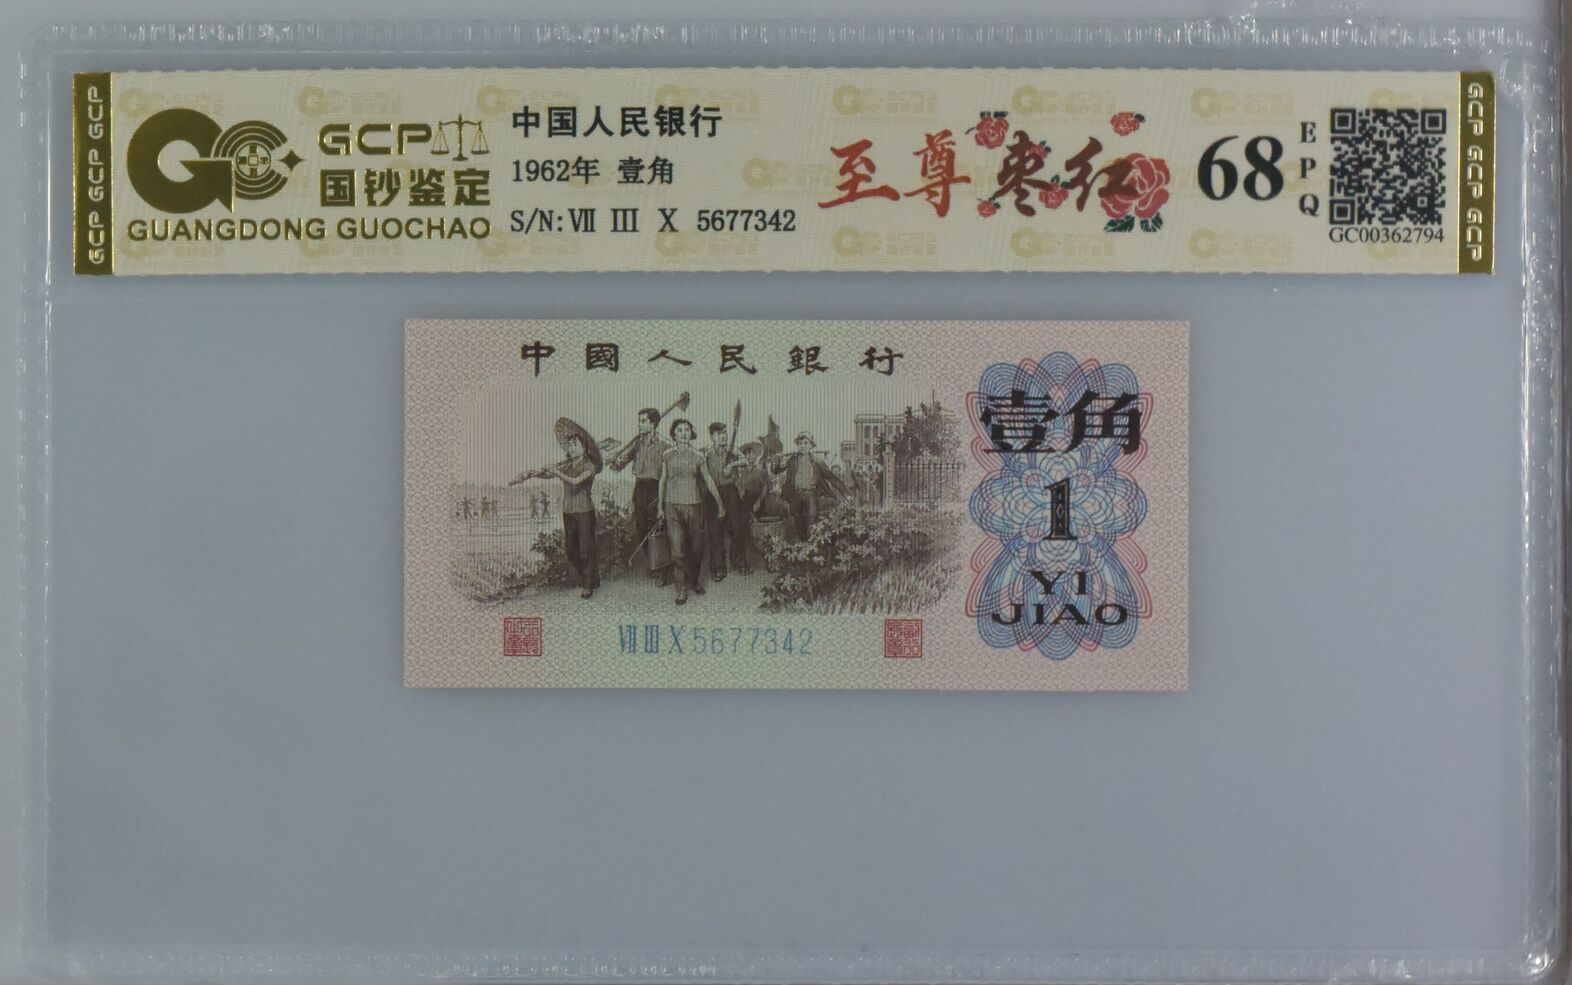 GCP GCP GCP
GCP
国钞鉴定
GUANGDONG GUOCHAO
中国人民银行
1962年 壹角
S/N: Ⅶ Ⅲ Ⅹ 5677342
至尊枣红
68
EPQ
GC00362794
GCP GCP GCP
中國人民銀行
壹角
1
YI
JIAO
Ⅶ Ⅲ Ⅹ 5677342